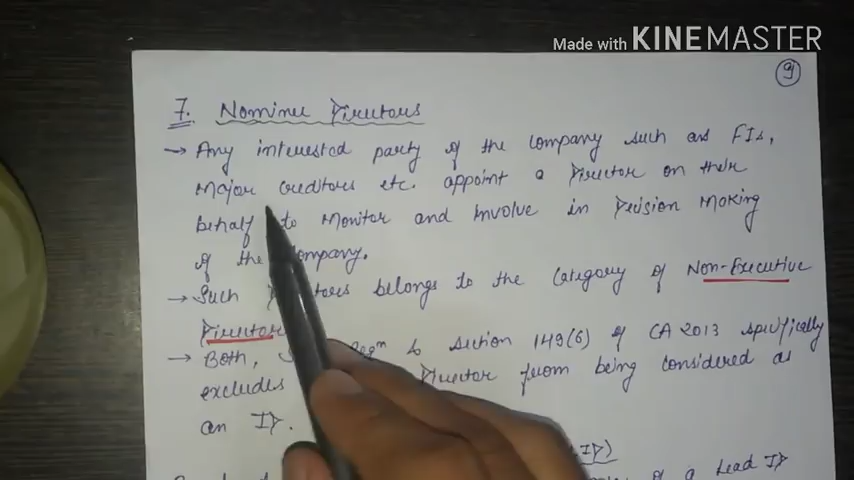 Made with KINEMASTER
9
7. Nominee Directors
→ Any interested party of the company such as FIs,
Major creditors etc. appoint a Director on their
Behalf to Monitor and Involve in Decision Making
of the Company.
→ Such belongs to the category of Non-Executive
Director
→ Both, Regn & section 149(6) of CA 2013 specifically
excludes Director from being considered as
an ID.
ID)
of a Lead ID